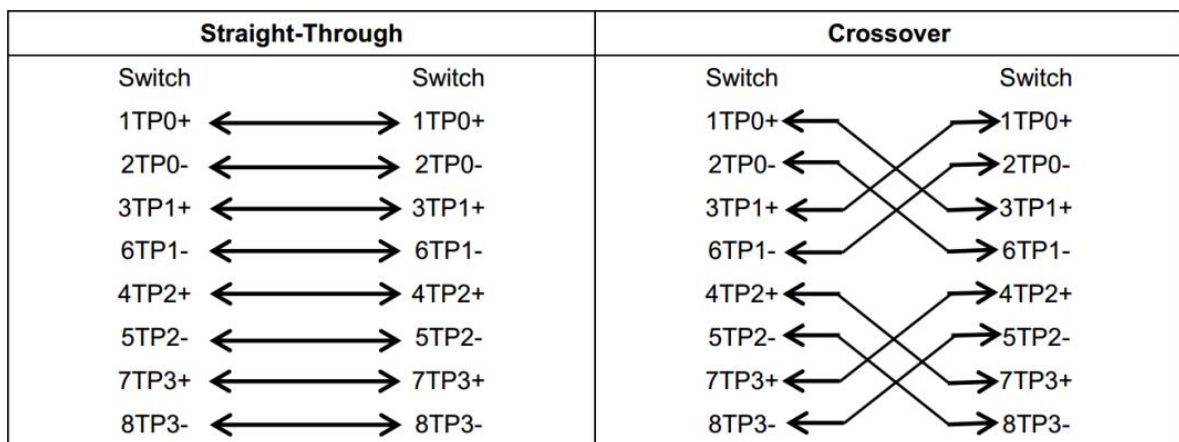 Straight-Through Crossover
Switch Switch Switch Switch
1TP0+ 1TP0+ 1TP0+ 1TP0+
2TP0- 2TP0- 2TP0- 2TP0-
3TP1+ 3TP1+ 3TP1+ 3TP1+
6TP1- 6TP1- 6TP1- 6TP1-
4TP2+ 4TP2+ 4TP2+ 4TP2+
5TP2- 5TP2- 5TP2- 5TP2-
7TP3+ 7TP3+ 7TP3+ 7TP3+
8TP3- 8TP3- 8TP3- 8TP3-